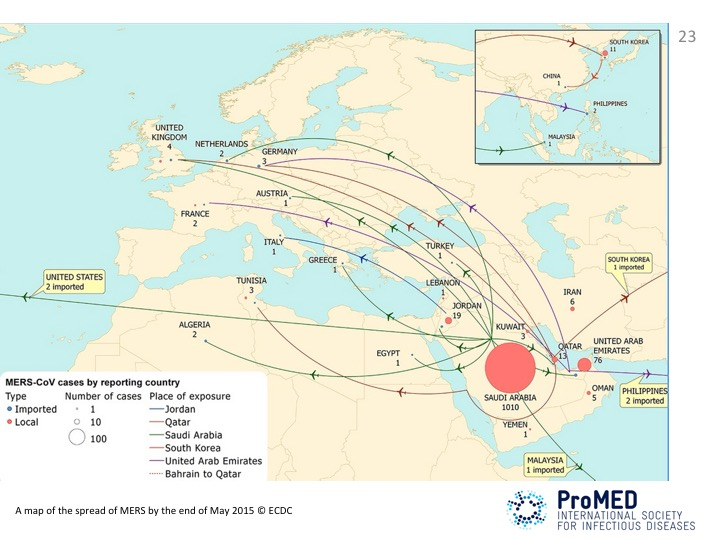 23
SOUTH KOREA
11
CHINA
1
PHILIPPINES
2
MALAYSIA
1
UNITED
KINGDOM
4
NETHERLANDS
2
GERMANY
3
AUSTRIA
1
FRANCE
2
ITALY
1
GREECE
1
TURKEY
1
LEBANON
1
JORDAN
19
TUNISIA
3
ALGERIA
2
EGYPT
1
UNITED STATES
2 imported
SOUTH KOREA
1 imported
IRAN
6
KUWAIT
3
QATAR
13
UNITED ARAB
EMIRATES
76
OMAN
5
SAUDI ARABIA
1010
YEMEN
1
PHILIPPINES
2 imported
MALAYSIA
1 imported
MERS-CoV cases by reporting country
Type
Imported
Local
Number of cases
1
10
100
Place of exposure
Jordan
Qatar
Saudi Arabia
South Korea
United Arab Emirates
Bahrain to Qatar
A map of the spread of MERS by the end of May 2015 © ECDC
ProMED
INTERNATIONAL SOCIETY
FOR INFECTIOUS DISEASES